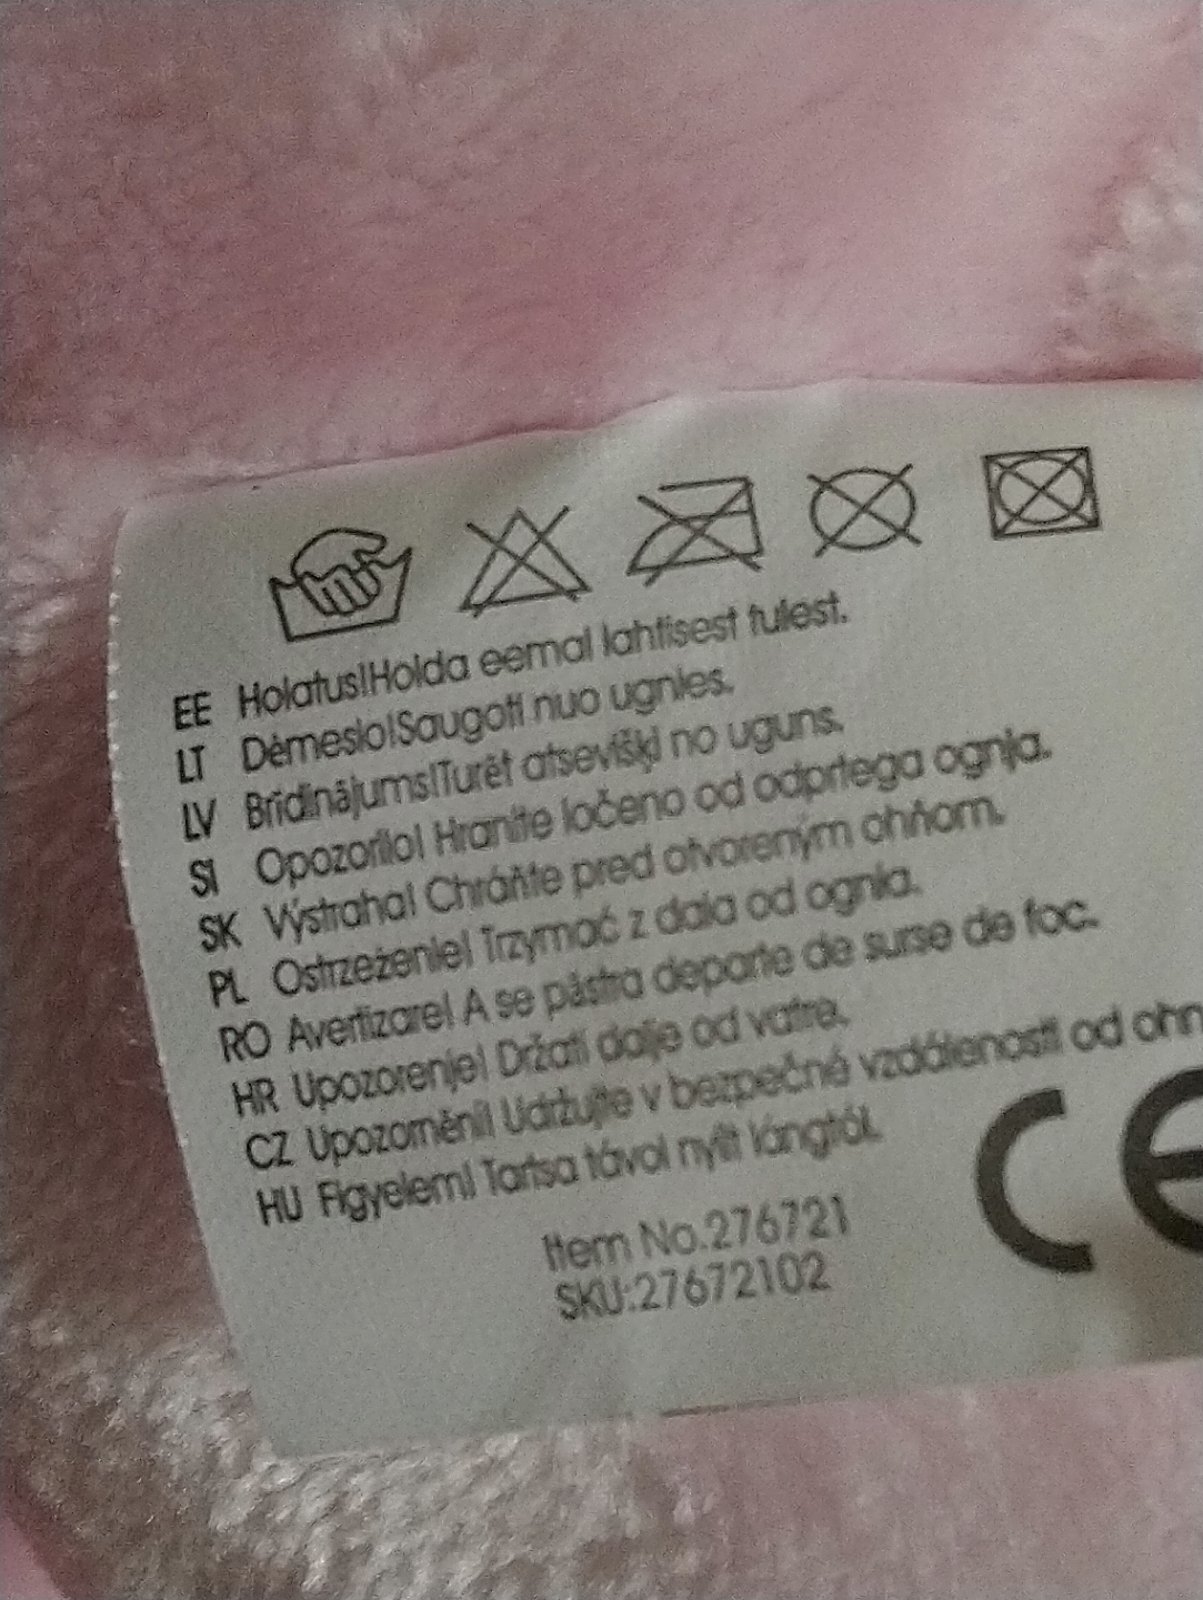 EE Hoiatus!Hoida eemal lahtisest tulest.
LT Dėmesio!Saugoti nuo ugnies.
LV Brīdinājums!Turēt atsevišķi no uguns.
SI Opozorilo! Hranite ločeno od odprtega ognja.
SK Výstraha! Chráňte pred otvoreným ohňom.
PL Ostrzeżenie! Trzymać z dala od ognia.
RO Avertizare! A se păstra departe de surse de foc.
HR Upozorenje! Držati dalje od vatre.
CZ Upozornění! Udržujte v bezpečné vzdálenosti od
HU Figyelem! Tartsa távol nyílt lángtól.
Item No.276721
SKU:27672102
CE